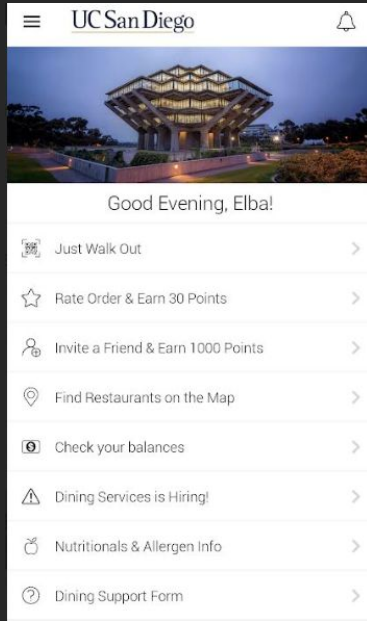 UC San Diego
Good Evening, Elba!
Just Walk Out
Rate Order & Earn 30 Points
Invite a Friend & Earn 1000 Points
Find Restaurants on the Map
Check your balances
Dining Services is Hiring!
Nutritionals & Allergen Info
Dining Support Form